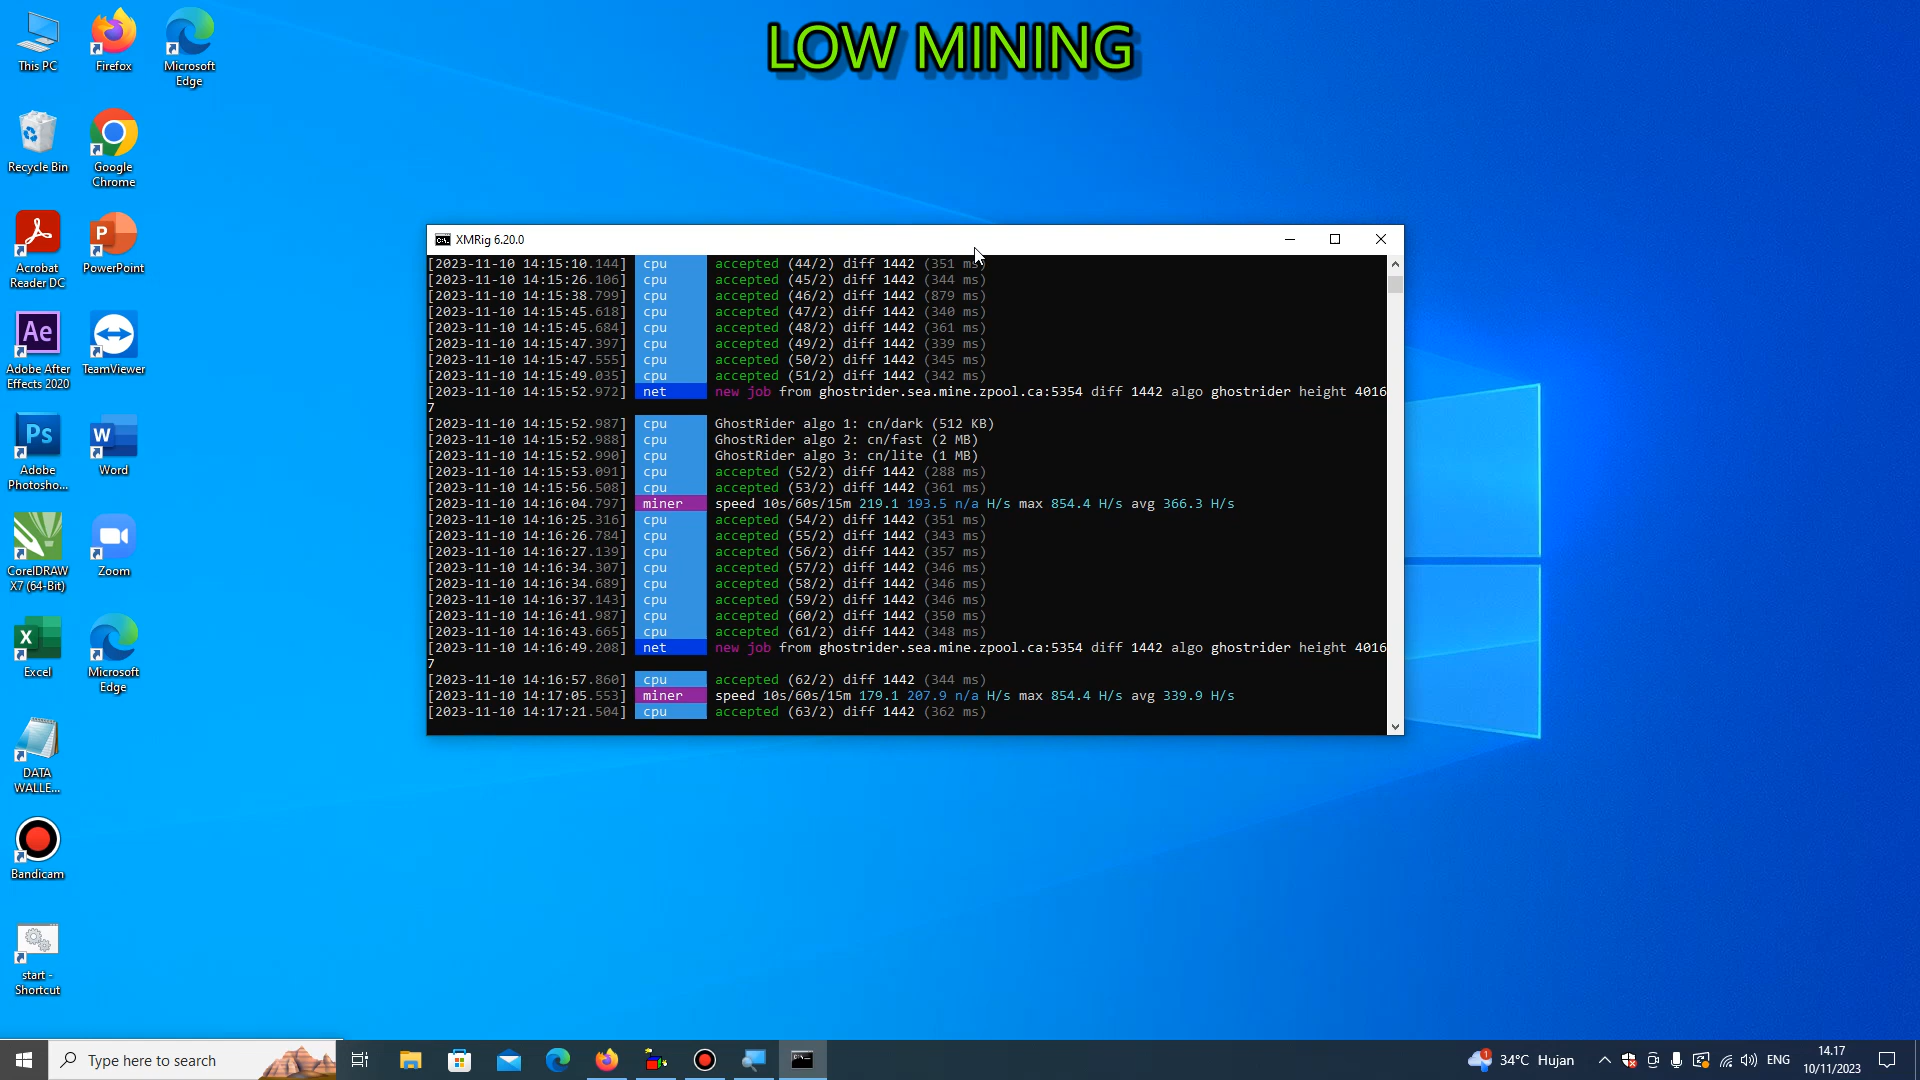 LOW MINING
This PC
Firefox
Microsoft
Edge
Recycle Bin
Google
Chrome
Acrobat
Reader DC
PowerPoint
Adobe After
Effects 2020
TeamViewer
Adobe
Photosho...
Word
CorelDRAW
X7 (64-Bit)
Zoom
Excel
Microsoft
Edge
DATA
WALLE...
Bandicam
start -
Shortcut
XMRig 6.20.0
[2023-11-10 14:15:10.144] cpu accepted (44/2) diff 1442 (351 ms)
[2023-11-10 14:15:26.106] cpu accepted (45/2) diff 1442 (344 ms)
[2023-11-10 14:15:38.799] cpu accepted (46/2) diff 1442 (879 ms)
[2023-11-10 14:15:45.618] cpu accepted (47/2) diff 1442 (340 ms)
[2023-11-10 14:15:45.684] cpu accepted (48/2) diff 1442 (361 ms)
[2023-11-10 14:15:47.397] cpu accepted (49/2) diff 1442 (339 ms)
[2023-11-10 14:15:47.555] cpu accepted (50/2) diff 1442 (345 ms)
[2023-11-10 14:15:49.035] cpu accepted (51/2) diff 1442 (342 ms)
[2023-11-10 14:15:52.972] net new job from ghostrider.sea.mine.zpool.ca:5354 diff 1442 algo ghostrider height 4016
7
[2023-11-10 14:15:52.987] cpu GhostRider algo 1: cn/dark (512 KB)
[2023-11-10 14:15:52.988] cpu GhostRider algo 2: cn/fast (2 MB)
[2023-11-10 14:15:52.990] cpu GhostRider algo 3: cn/lite (1 MB)
[2023-11-10 14:15:53.091] cpu accepted (52/2) diff 1442 (288 ms)
[2023-11-10 14:15:56.508] cpu accepted (53/2) diff 1442 (361 ms)
[2023-11-10 14:16:04.797] miner speed 10s/60s/15m 219.1 193.5 n/a H/s max 854.4 H/s avg 366.3 H/s
[2023-11-10 14:16:25.316] cpu accepted (54/2) diff 1442 (351 ms)
[2023-11-10 14:16:26.784] cpu accepted (55/2) diff 1442 (343 ms)
[2023-11-10 14:16:27.139] cpu accepted (56/2) diff 1442 (357 ms)
[2023-11-10 14:16:34.307] cpu accepted (57/2) diff 1442 (346 ms)
[2023-11-10 14:16:34.689] cpu accepted (58/2) diff 1442 (346 ms)
[2023-11-10 14:16:37.143] cpu accepted (59/2) diff 1442 (346 ms)
[2023-11-10 14:16:41.987] cpu accepted (60/2) diff 1442 (350 ms)
[2023-11-10 14:16:43.665] cpu accepted (61/2) diff 1442 (348 ms)
[2023-11-10 14:16:49.208] net new job from ghostrider.sea.mine.zpool.ca:5354 diff 1442 algo ghostrider height 4016
7
[2023-11-10 14:16:57.860] cpu accepted (62/2) diff 1442 (344 ms)
[2023-11-10 14:17:05.553] miner speed 10s/60s/15m 179.1 207.9 n/a H/s max 854.4 H/s avg 339.9 H/s
[2023-11-10 14:17:21.504] cpu accepted (63/2) diff 1442 (362 ms)
Type here to search
34°C Hujan
ENG
14.17
10/11/2023